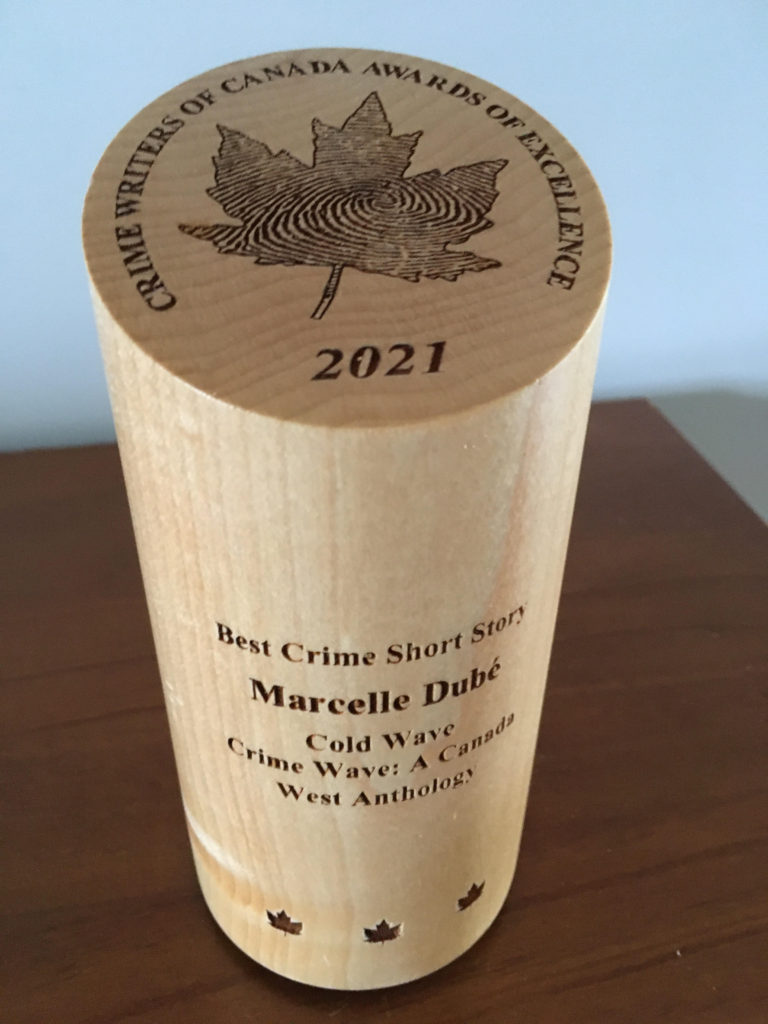 CRIME WRITERS OF CANADA AWARDS OF EXCELLENCE
2021
Best Crime Short Story
Marcelle Dubé
Cold Wave
Crime Wave: A Canada
West Anthology